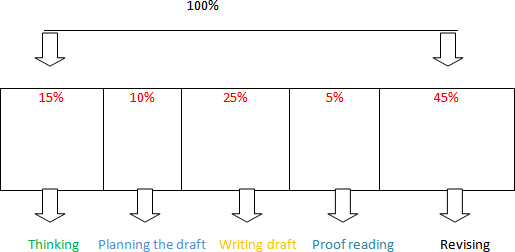 100%
15% 10% 25% 5% 45%
Thinking Planning the draft Writing draft Proof reading Revising